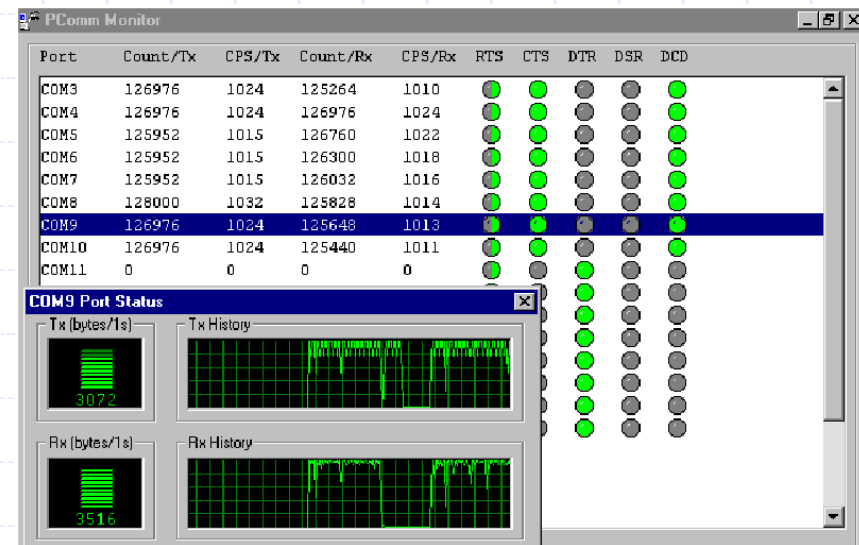 PComm Monitor
Port Count/Tx CPS/Tx Count/Rx CPS/Rx RTS CTS DTR DSR DCD
COM3 126976 1024 125264 1010
COM4 126976 1024 126976 1024
COM5 125952 1015 126760 1022
COM6 125952 1015 126300 1018
COM7 125952 1015 126032 1016
COM8 128000 1032 125828 1014
COM9 126976 1024 125648 1013
COM10 126976 1024 125440 1011
COM11 0 0 0 0
COM9 Port Status
Tx (bytes/1s) Tx History
3072
Rx (bytes/1s) Rx History
3516